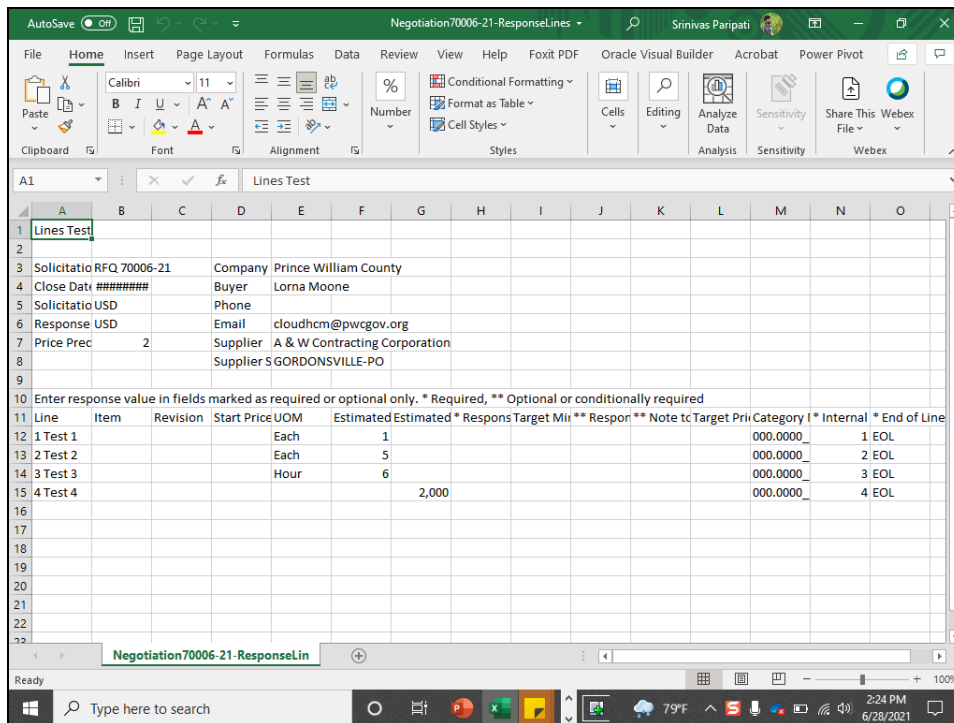 AutoSave Off Negotiation70006-21-ResponseLines Srinivas Paripati
File Home Insert Page Layout Formulas Data Review View Help Foxit PDF Oracle Visual Builder Acrobat Power Pivot
Calibri 11
Paste B I U A A % Number Conditional Formatting Format as Table Cell Styles Cells Editing Analyze Data Sensitivity Share This File Webex
Clipboard Font Alignment Styles Analysis Sensitivity Webex
A1 fx Lines Test
A B C D E F G H I J K L M N O
1 Lines Test
2
3 Solicitatio RFQ 70006-21 Company Prince William County
4 Close Date ######## Buyer Lorna Moone
5 Solicitatio USD Phone
6 Response USD Email cloudhcm@pwcgov.org
7 Price Prec 2 Supplier A & W Contracting Corporation
8 Supplier S GORDONSVILLE-PO
9
10 Enter response value in fields marked as required or optional only. * Required, ** Optional or conditionally required
11 Line Item Revision Start Price UOM Estimated Estimated * Respons Target Mi ** Respon ** Note to Target Pri Category * Internal * End of Line
12 1 Test 1 Each 1 000.0000_ 1 EOL
13 2 Test 2 Each 5 000.0000_ 2 EOL
14 3 Test 3 Hour 6 000.0000_ 3 EOL
15 4 Test 4 2,000 000.0000_ 4 EOL
16
17
18
19
20
21
22
23
Negotiation70006-21-ResponseLin
Ready 100%
Type here to search 79°F 2:24 PM
6/28/2021